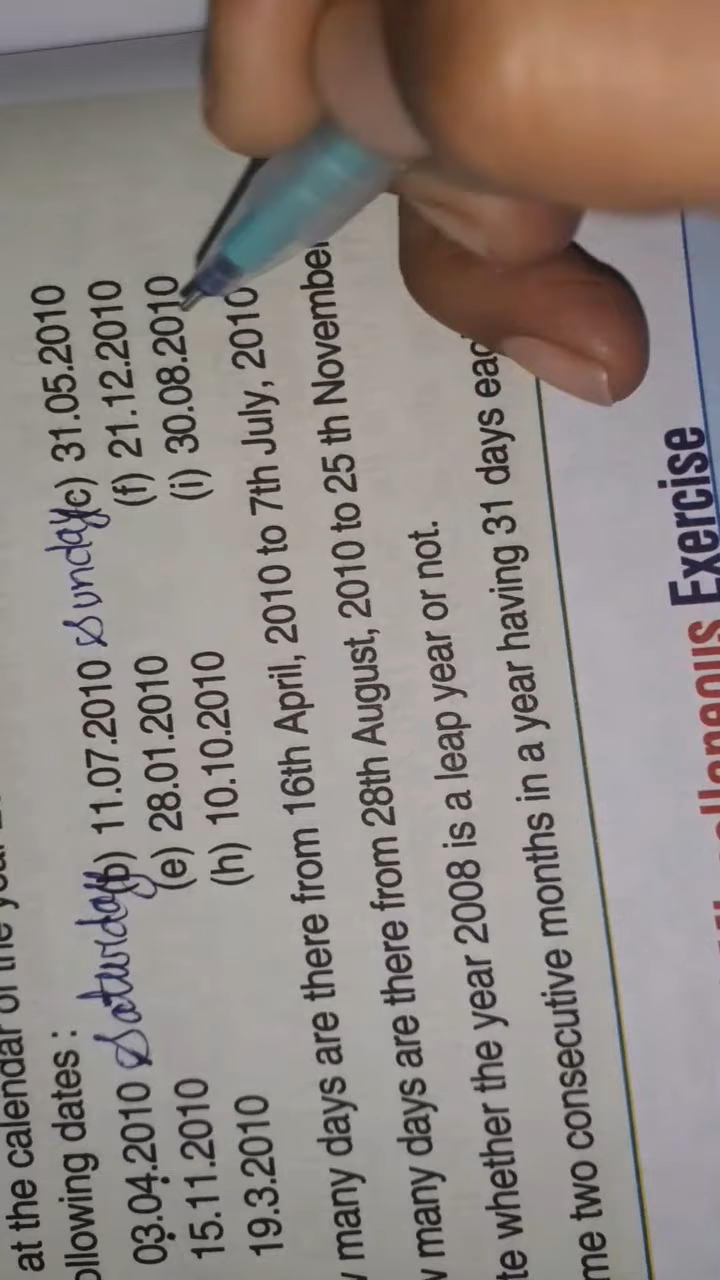 at the calendar of the
ollowing dates :
03.04.2010 Saturday (b) 11.07.2010 Sunday (c) 31.05.2010
15.11.2010 (e) 28.01.2010 (f) 21.12.2010
19.3.2010 (h) 10.10.2010 (i) 30.08.2010
many days are there from 16th April, 2010 to 7th July, 2010
many days are there from 28th August, 2010 to 25 th November
te whether the year 2008 is a leap year or not.
me two consecutive months in a year having 31 days eac
Exercise